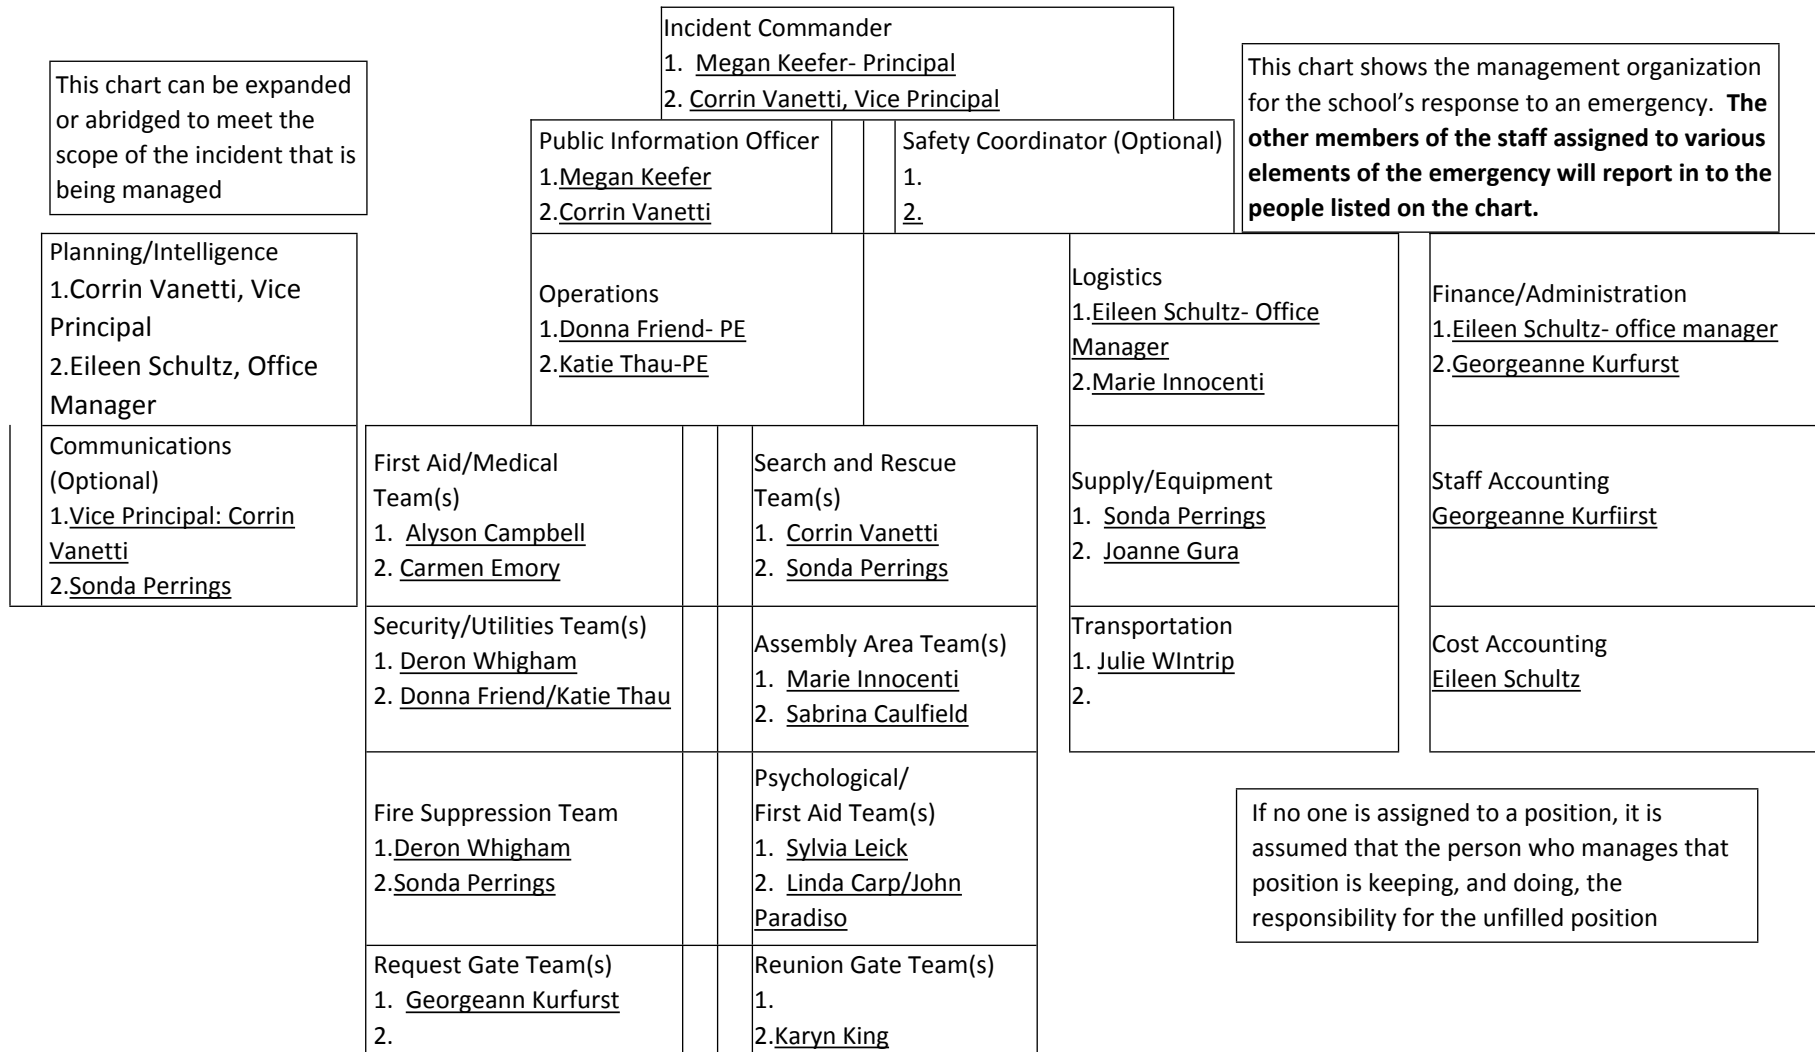 Incident Commander
1. Megan Keefer- Principal
2. Corrin Vanetti, Vice Principal
This chart can be expanded
or abridged to meet the
scope of the incident that is
being managed
This chart shows the management organization
for the school’s response to an emergency. The
other members of the staff assigned to various
elements of the emergency will report in to the
people listed on the chart.
Public Information Officer
1.Megan Keefer
2.Corrin Vanetti
Safety Coordinator (Optional)
1.
2.
Planning/Intelligence
1.Corrin Vanetti, Vice
Principal
2.Eileen Schultz, Office
Manager
Operations
1.Donna Friend- PE
2.Katie Thau-PE
Logistics
1.Eileen Schultz- Office
Manager
2.Marie Innocenti
Finance/Administration
1.Eileen Schultz- office manager
2.Georgeanne Kurfurst
Communications
(Optional)
1.Vice Principal: Corrin
Vanetti
2.Sonda Perrings
First Aid/Medical
Team(s)
1. Alyson Campbell
2. Carmen Emory
Search and Rescue
Team(s)
1. Corrin Vanetti
2. Sonda Perrings
Supply/Equipment
1. Sonda Perrings
2. Joanne Gura
Staff Accounting
Georgeanne Kurfiirst
Security/Utilities Team(s)
1. Deron Whigham
2. Donna Friend/Katie Thau
Assembly Area Team(s)
1. Marie Innocenti
2. Sabrina Caulfield
Transportation
1. Julie WIntrip
2.
Cost Accounting
Eileen Schultz
Fire Suppression Team
1.Deron Whigham
2.Sonda Perrings
Psychological/
First Aid Team(s)
1. Sylvia Leick
2. Linda Carp/John
Paradiso
If no one is assigned to a position, it is
assumed that the person who manages that
position is keeping, and doing, the
responsibility for the unfilled position
Request Gate Team(s)
1. Georgeann Kurfurst
2.
Reunion Gate Team(s)
1.
2.Karyn King